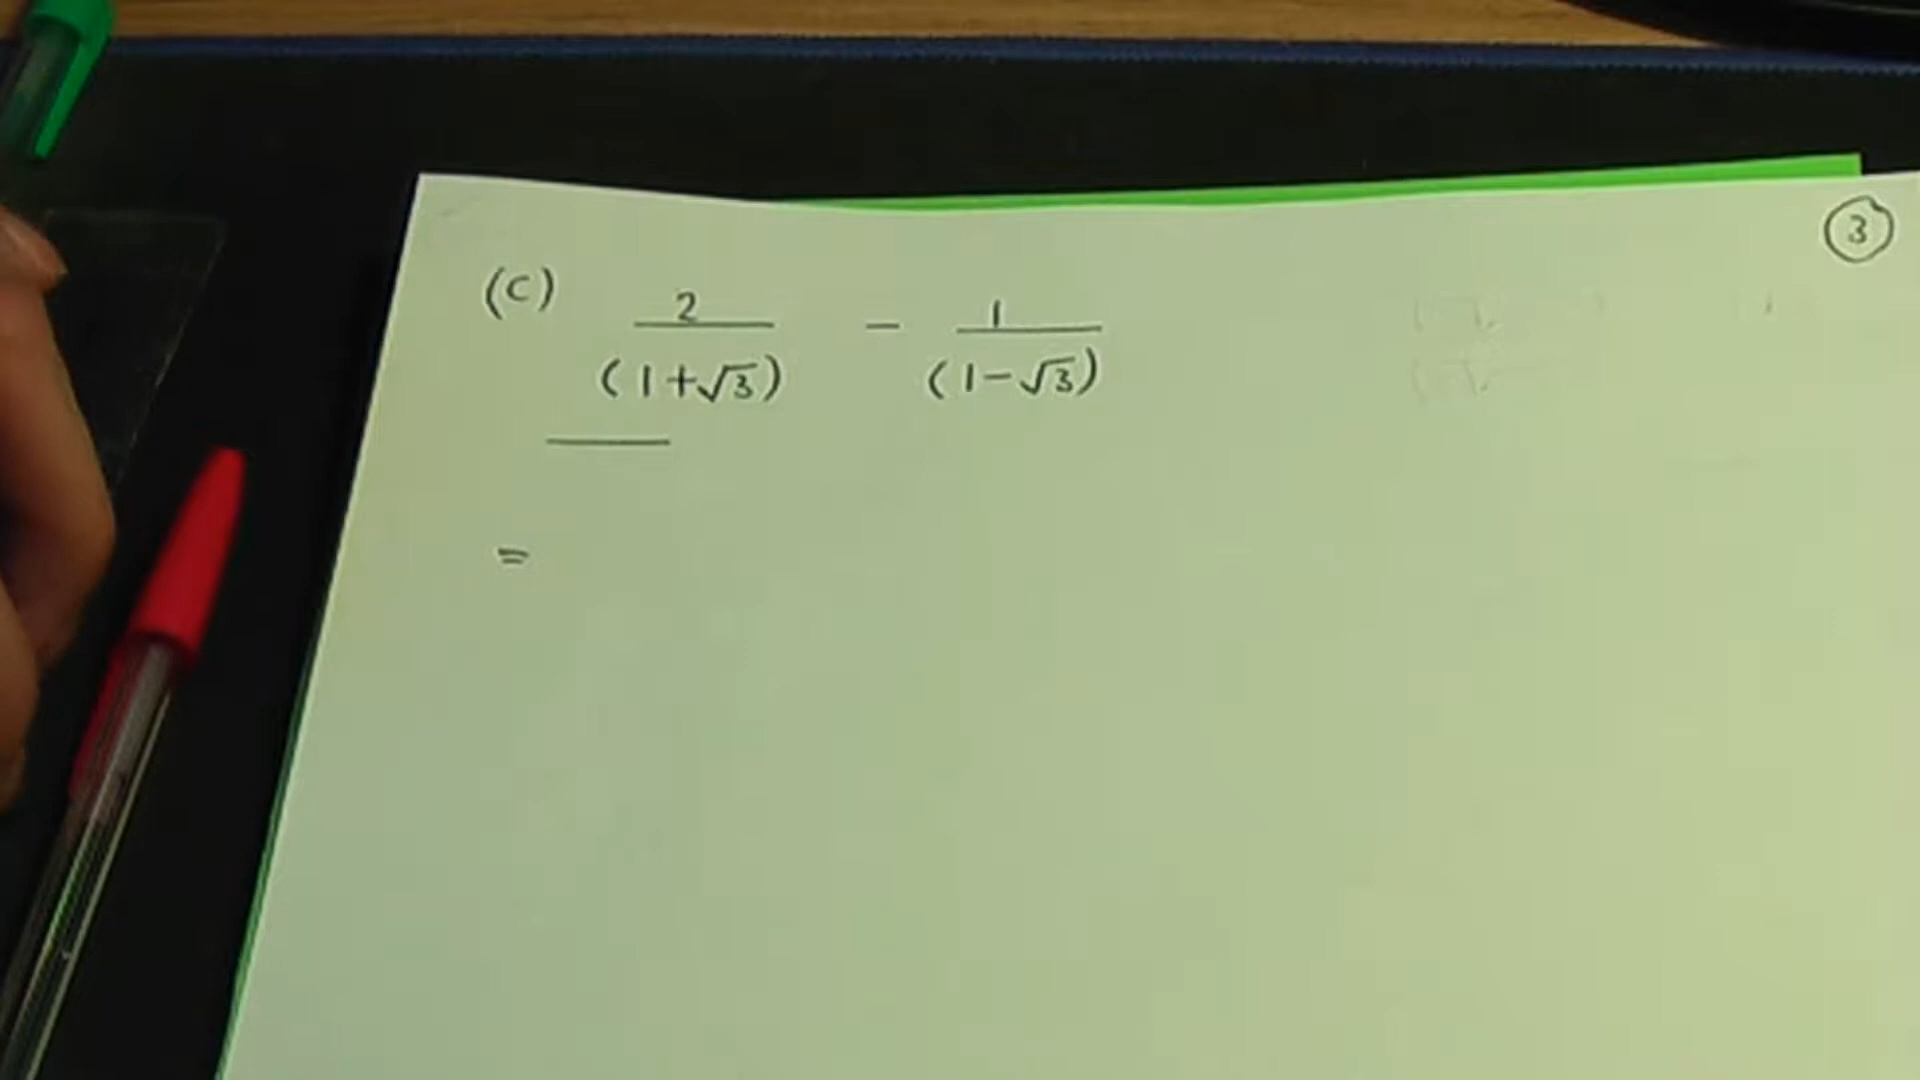 3
(c) 2/(1+√3) - 1/(1-√3)
=